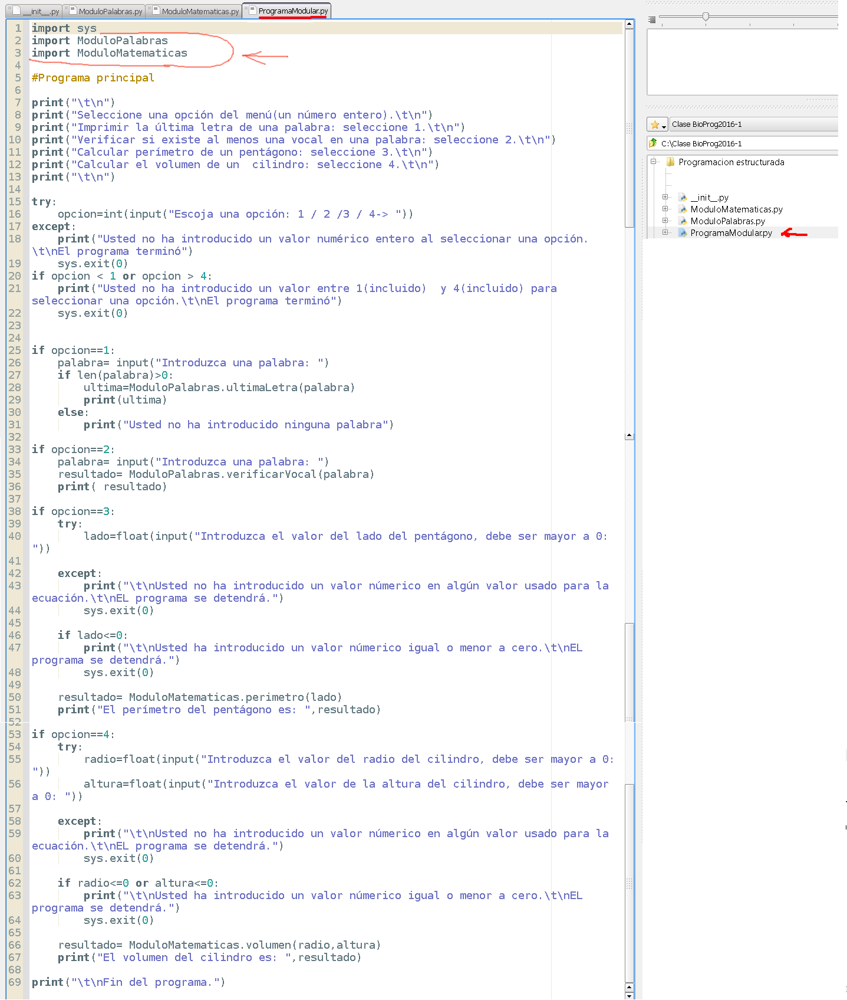 __init__.py ModuloPalabras.py ModuloMatematicas.py ProgramaModular.py
1 import sys
2 import ModuloPalabras
3 import ModuloMatematicas
4
5 #Programa principal
6
7 print("\t\n")
8 print("Seleccione una opción del menú(un número entero).\t\n")
9 print("Imprimir la última letra de una palabra: seleccione 1.\t\n")
10 print("Verificar si existe al menos una vocal en una palabra: seleccione 2.\t\n")
11 print("Calcular perímetro de un pentágono: seleccione 3.\t\n")
12 print("Calcular el volumen de un  cilindro: seleccione 4.\t\n")
13 print("\t\n")
14
15 try:
16     opcion=int(input("Escoja una opción: 1 / 2 /3 / 4-> "))
17 except:
18     print("Usted no ha introducido un valor numérico entero al seleccionar una opción.
\t\nEl programa terminó")
19     sys.exit(0)
20 if opcion < 1 or opcion > 4:
21     print("Usted no ha introducido un valor entre 1(incluido)  y 4(incluido) para
seleccionar una opción.\t\nEl programa terminó")
22     sys.exit(0)
23
24
25 if opcion==1:
26     palabra= input("Introduzca una palabra: ")
27     if len(palabra)>0:
28         ultima=ModuloPalabras.ultimaLetra(palabra)
29         print(ultima)
30     else:
31         print("Usted no ha introducido ninguna palabra")
32
33 if opcion==2:
34     palabra= input("Introduzca una palabra: ")
35     resultado= ModuloPalabras.verificarVocal(palabra)
36     print( resultado)
37
38 if opcion==3:
39     try:
40         lado=float(input("Introduzca el valor del lado del pentágono, debe ser mayor a 0:
"))
41
42     except:
43         print("\t\nUsted no ha introducido un valor númerico en algún valor usado para la
ecuación.\t\nEL programa se detendrá.")
44         sys.exit(0)
45
46     if lado<=0:
47         print("\t\nUsted ha introducido un valor númerico igual o menor a cero.\t\nEL
programa se detendrá.")
48         sys.exit(0)
49
50     resultado= ModuloMatematicas.perimetro(lado)
51     print("El perímetro del pentágono es: ",resultado)
52
53 if opcion==4:
54     try:
55         radio=float(input("Introduzca el valor del radio del cilindro, debe ser mayor a 0:
"))
56         altura=float(input("Introduzca el valor de la altura del cilindro, debe ser mayor
a 0: "))
57
58     except:
59         print("\t\nUsted no ha introducido un valor númerico en algún valor usado para la
ecuación.\t\nEL programa se detendrá.")
60         sys.exit(0)
61
62     if radio<=0 or altura<=0:
63         print("\t\nUsted ha introducido un valor númerico igual o menor a cero.\t\nEL
programa se detendrá.")
64         sys.exit(0)
65
66     resultado= ModuloMatematicas.volumen(radio,altura)
67     print("El volumen del cilindro es: ",resultado)
68
69 print("\t\nFin del programa.")
Clase BioProg2016-1
C:\Clase BioProg2016-1
Programacion estructurada
__init__.py
ModuloMatematicas.py
ModuloPalabras.py
ProgramaModular.py